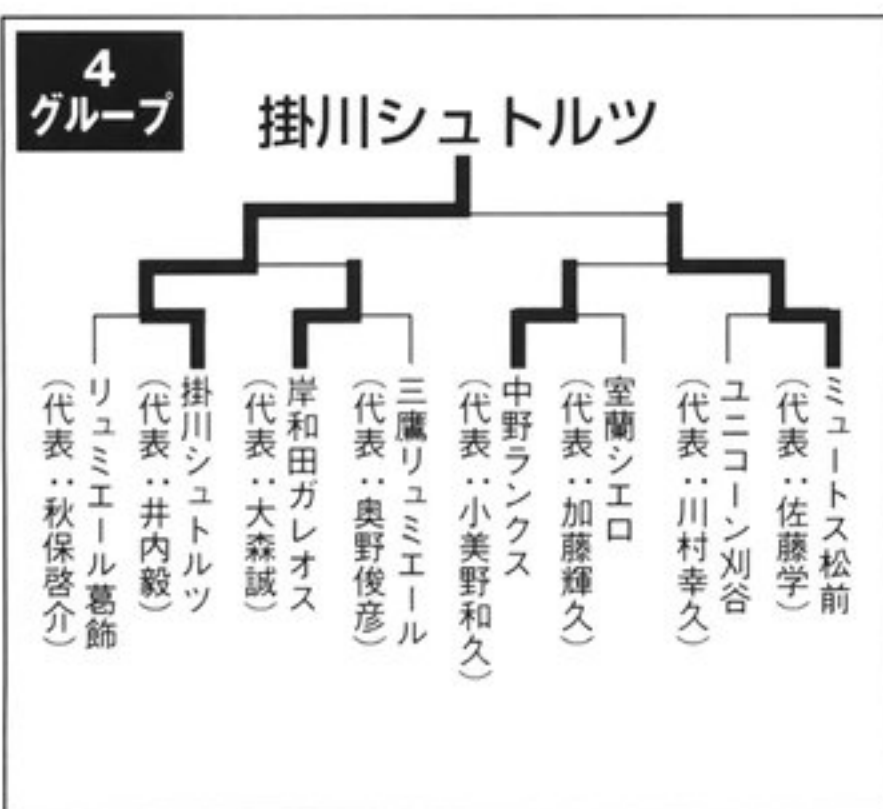 4
グループ
掛川シュトルツ
リュミエール葛飾
(代表:秋保啓介)
掛川シュトルツ
(代表:井内毅)
岸和田ガレオス
(代表:大森誠)
三鷹リュミエール
(代表:奥野俊彦)
中野ランクス
(代表:小美野和久)
室蘭シエロ
(代表:加藤輝久)
ユニコーン刈谷
(代表:川村幸久)
ミュートス松前
(代表:佐藤学)